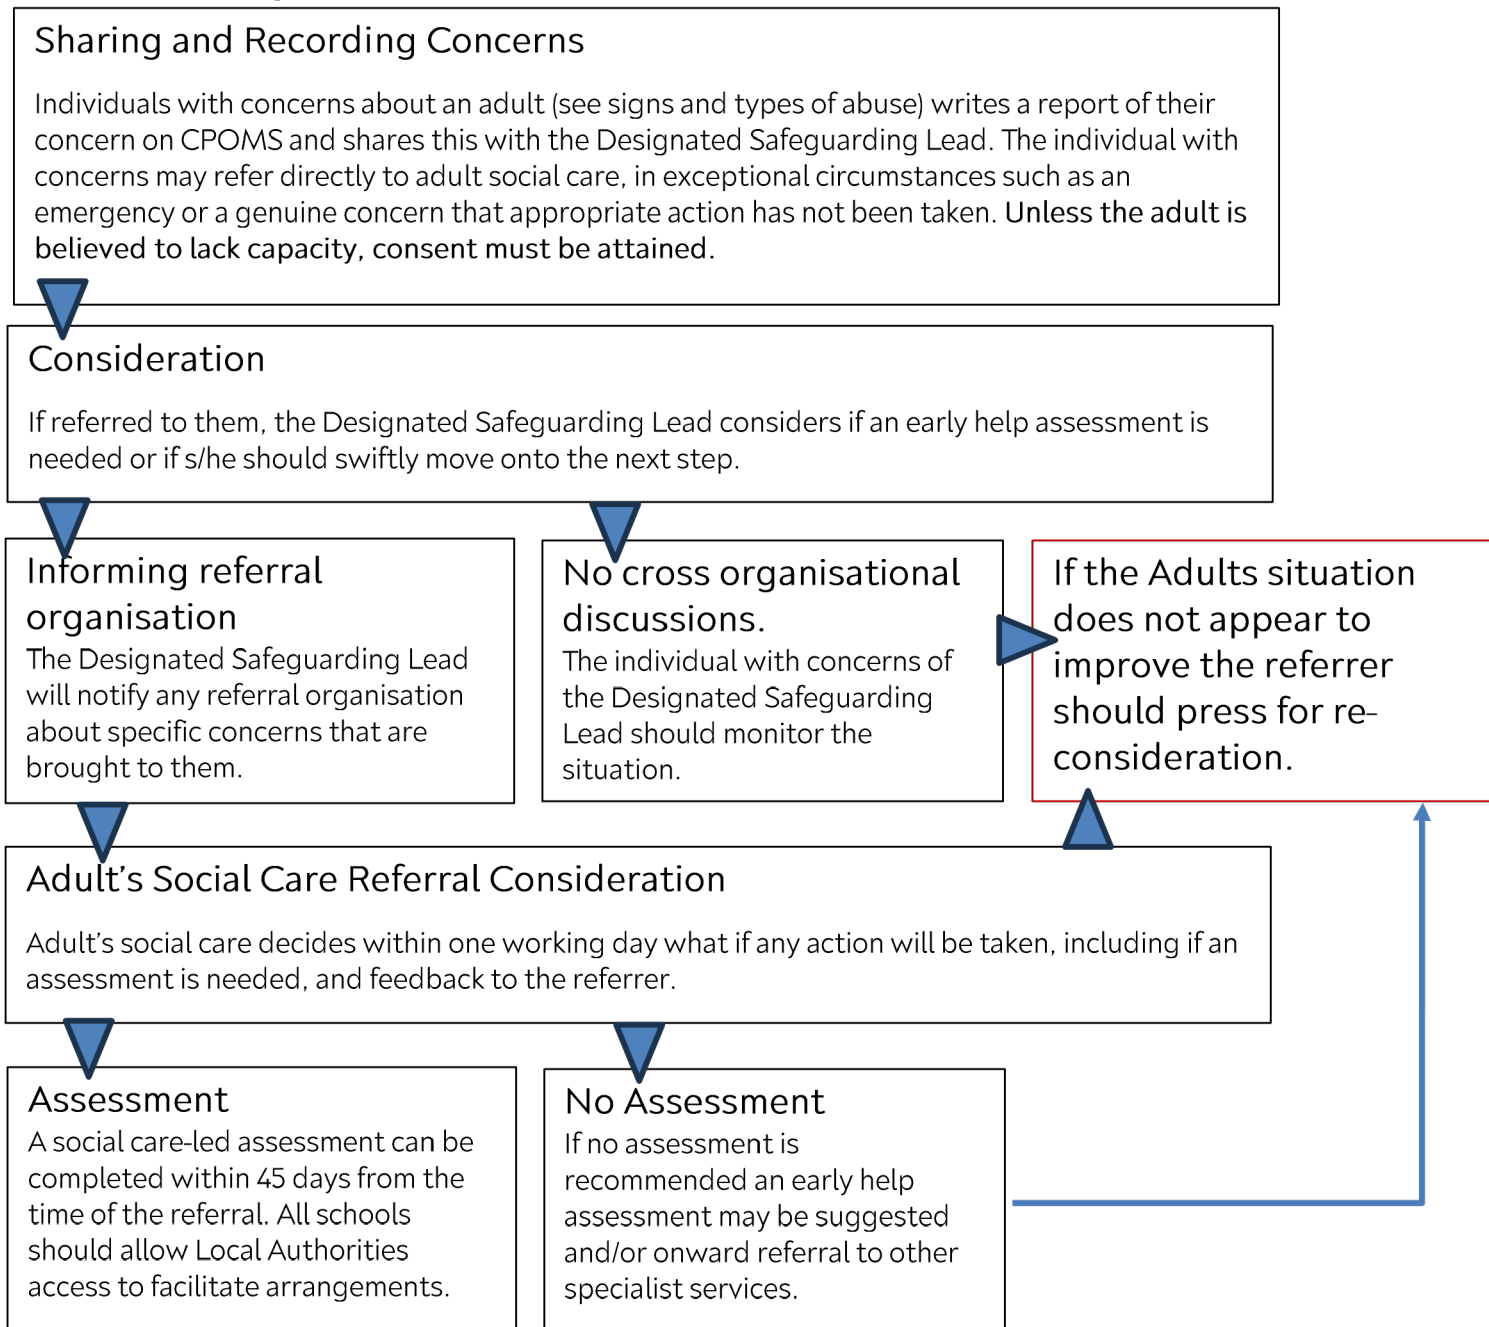 Sharing and Recording Concerns
Individuals with concerns about an adult (see signs and types of abuse) writes a report of their
concern on CPOMS and shares this with the Designated Safeguarding Lead. The individual with
concerns may refer directly to adult social care, in exceptional circumstances such as an
emergency or a genuine concern that appropriate action has not been taken. Unless the adult is
believed to lack capacity, consent must be attained.
Consideration
If referred to them, the Designated Safeguarding Lead considers if an early help assessment is
needed or if s/he should swiftly move onto the next step.
Informing referral
organisation
The Designated Safeguarding Lead
will notify any referral organisation
about specific concerns that are
brought to them.
No cross organisational
discussions.
The individual with concerns of
the Designated Safeguarding
Lead should monitor the
situation.
If the Adults situation
does not appear to
improve the referrer
should press for re-
consideration.
Adult's Social Care Referral Consideration
Adult's social care decides within one working day what if any action will be taken, including if an
assessment is needed, and feedback to the referrer.
Assessment
A social care-led assessment can be
completed within 45 days from the
time of the referral. All schools
should allow Local Authorities
access to facilitate arrangements.
No Assessment
If no assessment is
recommended an early help
assessment may be suggested
and/or onward referral to other
specialist services.